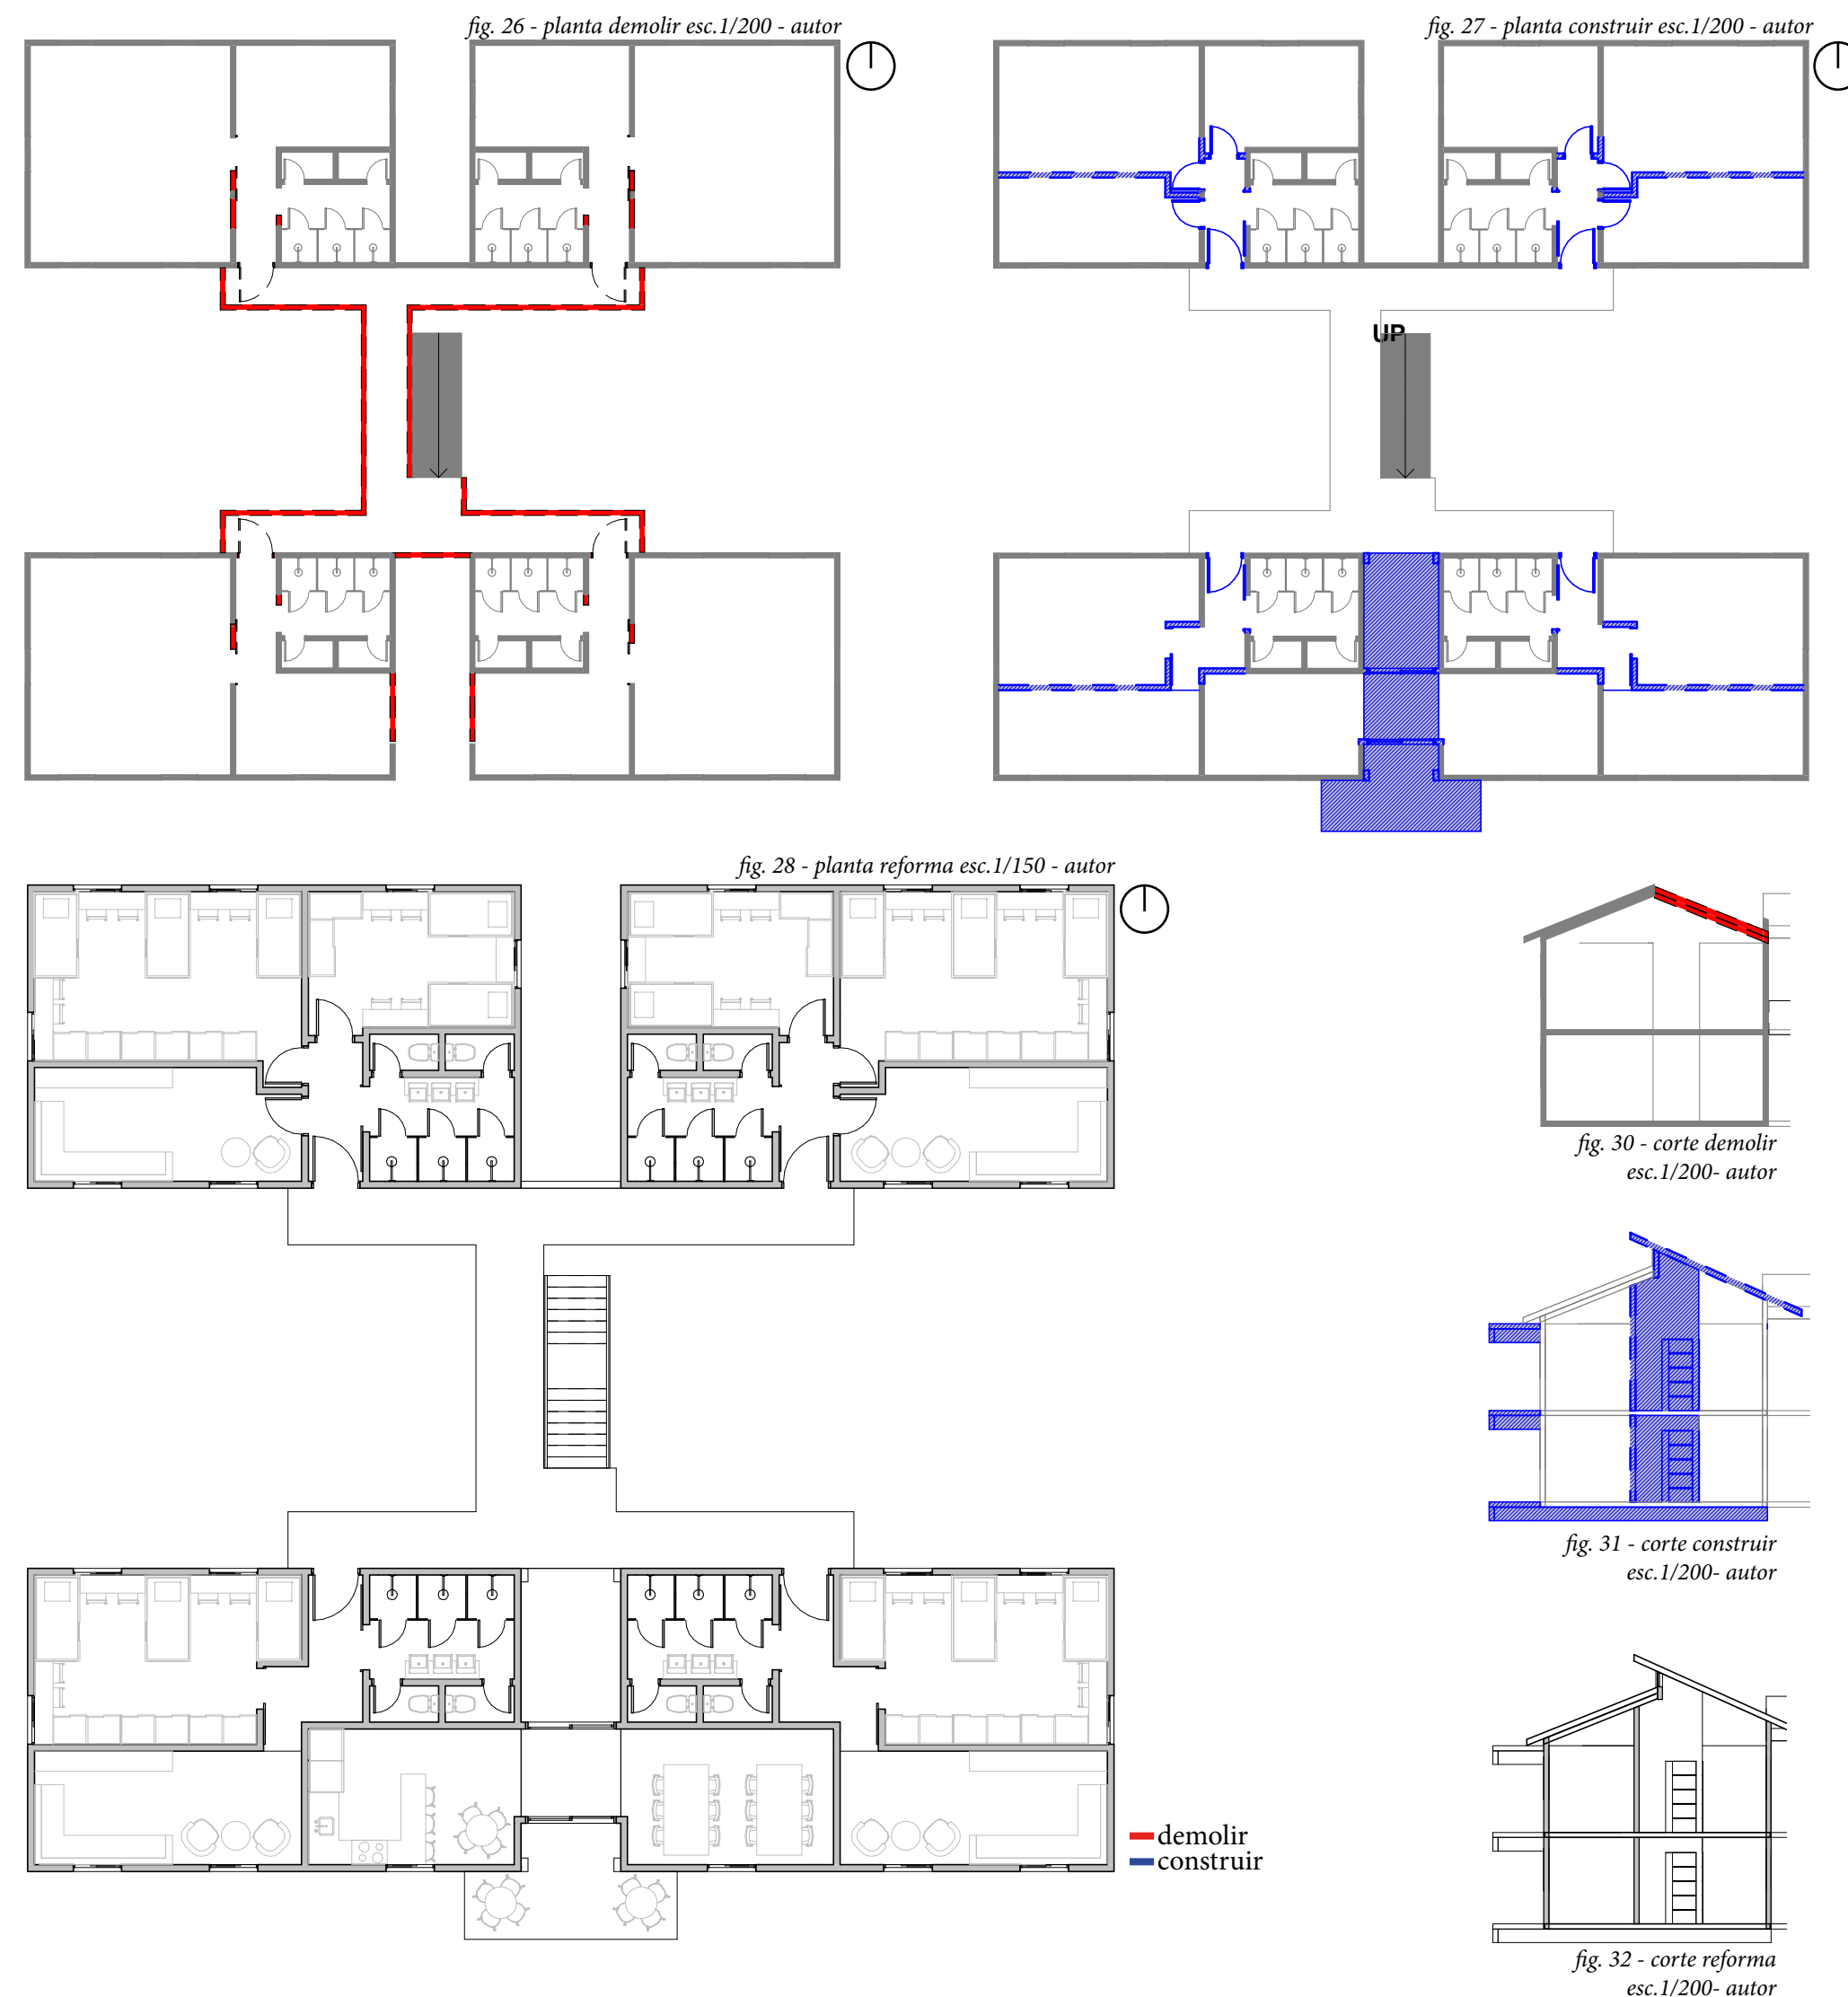 fig. 26 - planta demolir esc.1/200 - autor
fig. 27 - planta construir esc.1/200 - autor
UP
fig. 28 - planta reforma esc.1/150 - autor
fig. 30 - corte demolir
esc.1/200- autor
fig. 31 - corte construir
esc.1/200- autor
demolir
construir
fig. 32 - corte reforma
esc.1/200- autor